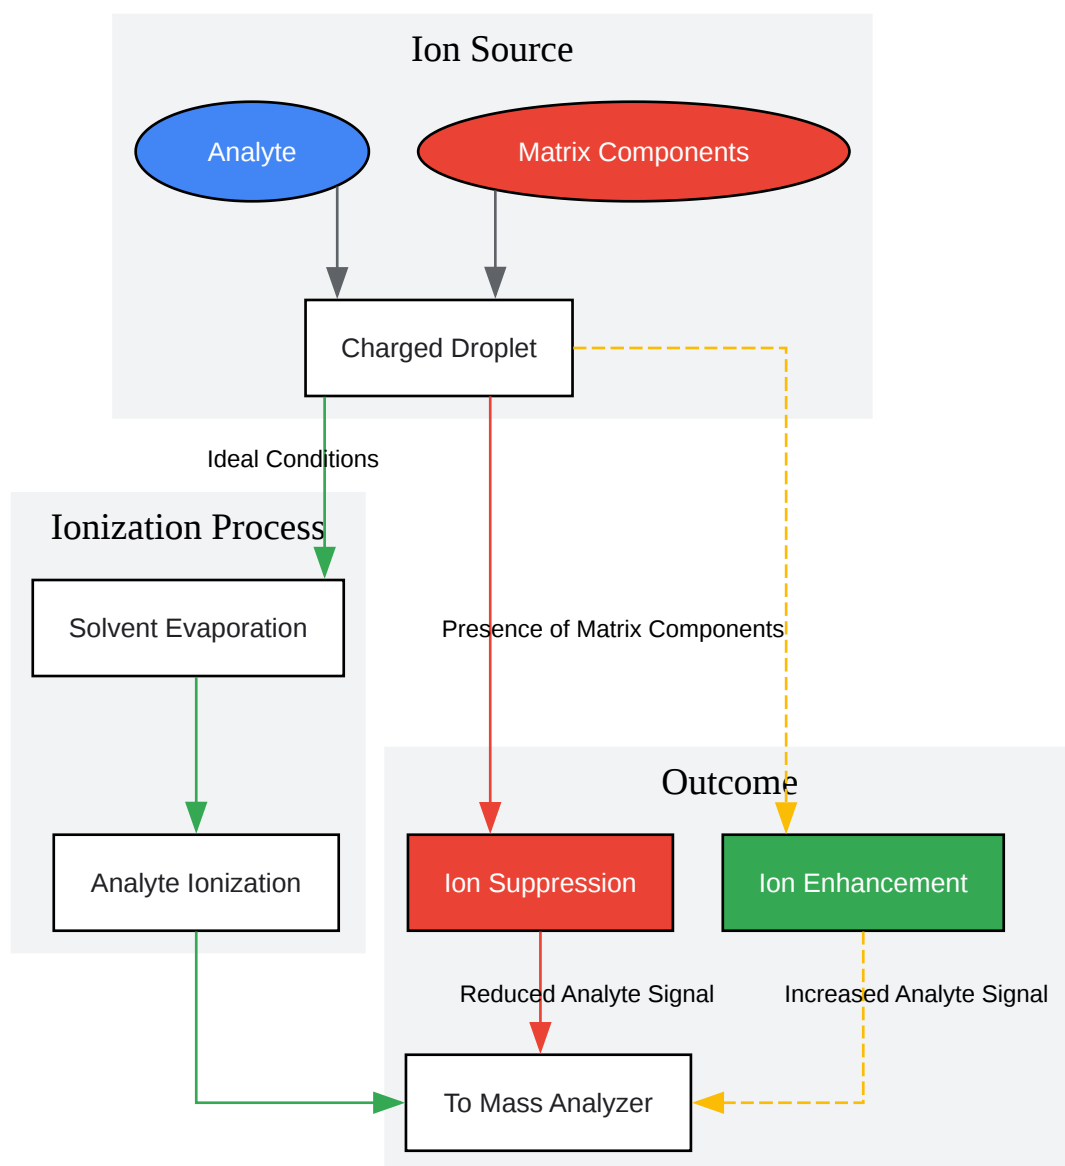 Ion Source
Analyte
Matrix Components
Charged Droplet
Ideal Conditions
Ionization Process
Solvent Evaporation
Presence of Matrix Components
Outcome
Analyte Ionization
Ion Suppression
Ion Enhancement
Reduced Analyte Signal
Increased Analyte Signal
To Mass Analyzer